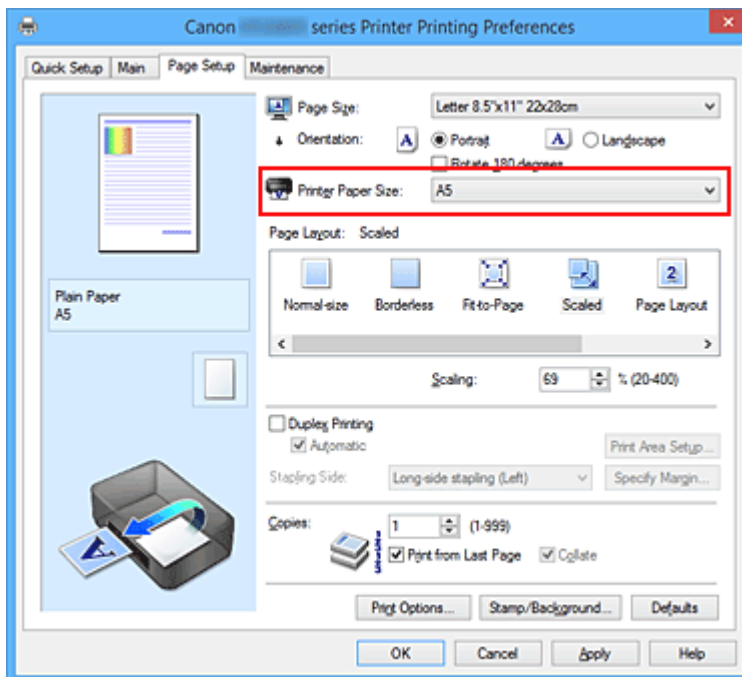 Canon series Printer Printing Preferences
Quick Setup Main Page Setup Maintenance
Page Size: Letter 8.5"x11" 22x28cm
Orientation: A Portrait A Landscape
Rotate 180 degrees
Printer Paper Size: A5
Page Layout: Scaled
Normal-size Borderless Fit-to-Page Scaled Page Layout
2
Plain Paper
A5
Scaling: 69 % (20-400)
Duplex Printing
Automatic
Print Area Setup...
Stapling Side: Long-side stapling (Left) Specify Margin...
Copies: 1 (1-999)
Print from Last Page Collate
A
Print Options... Stamp/Background... Defaults
OK Cancel Apply Help